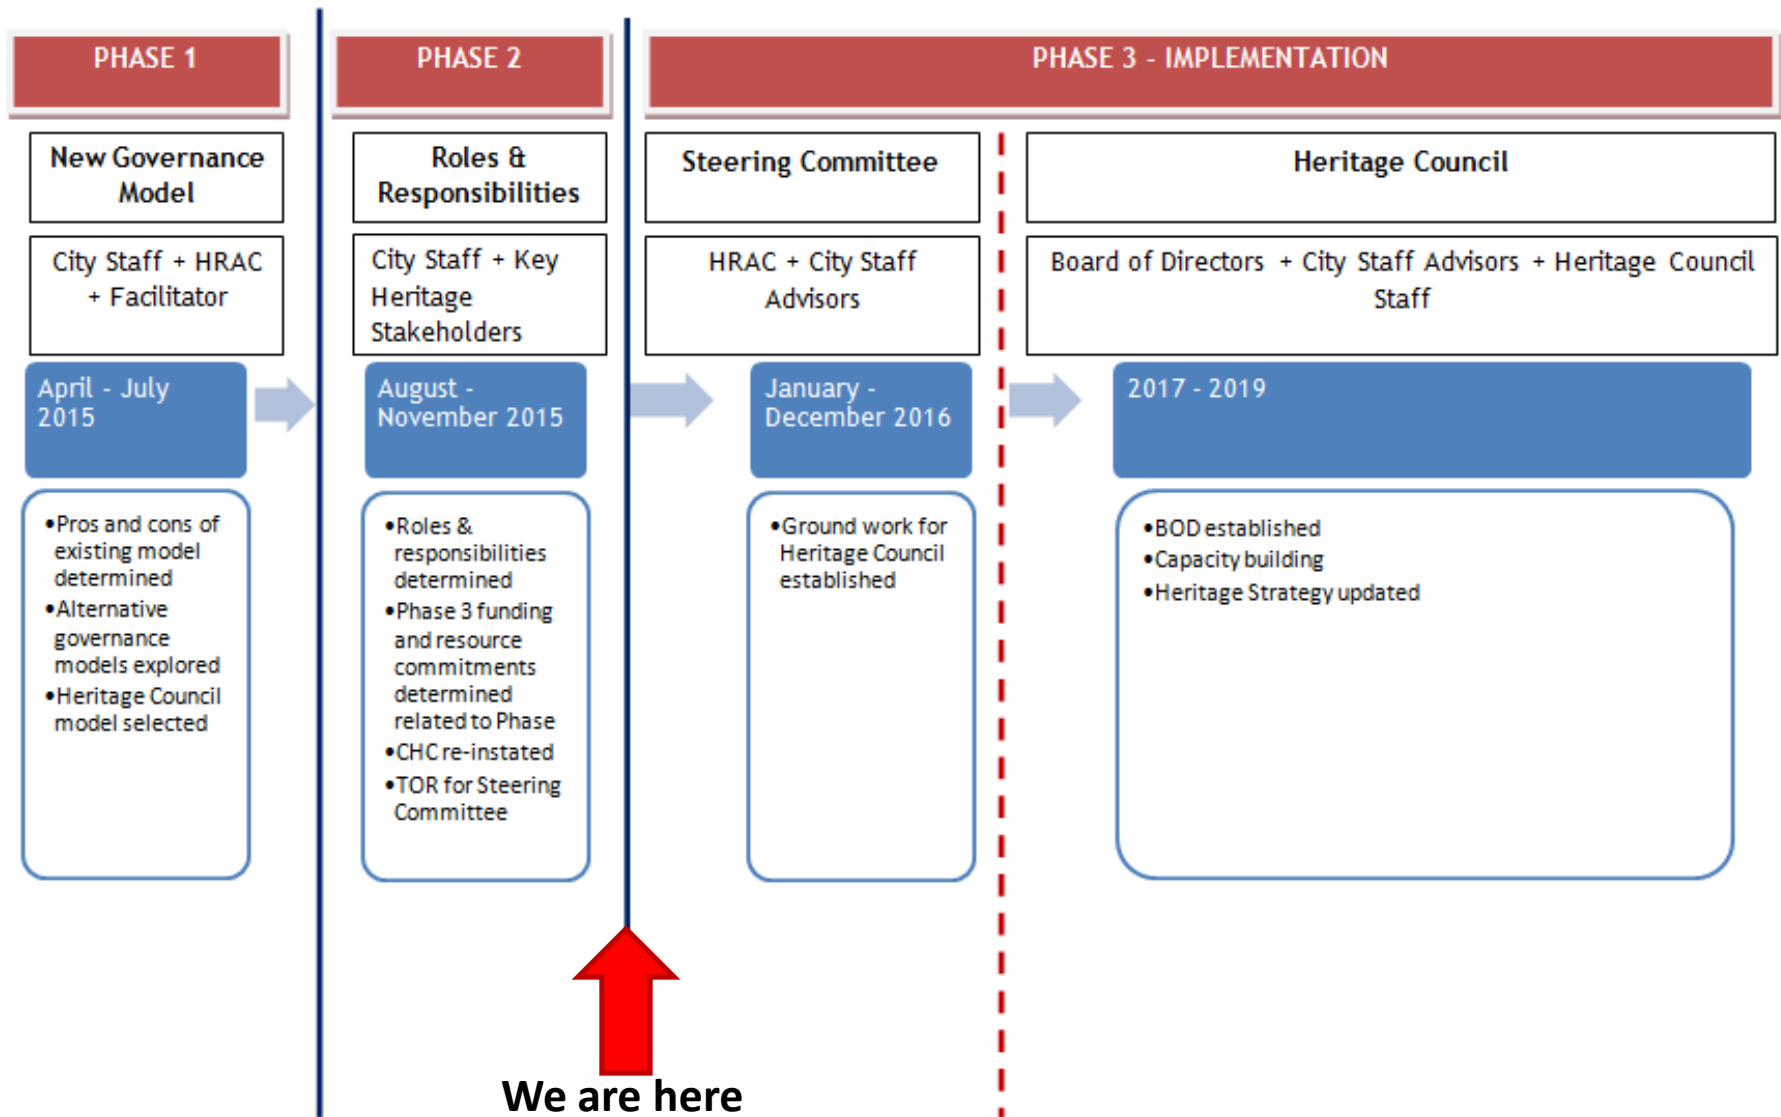 PHASE 1
PHASE 2
PHASE 3 - IMPLEMENTATION
New Governance
Model
Roles &
Responsibilities
Steering Committee
Heritage Council
City Staff + HRAC
+ Facilitator
City Staff + Key
Heritage
Stakeholders
HRAC + City Staff
Advisors
Board of Directors + City Staff Advisors + Heritage Council
Staff
April - July
2015
August -
November 2015
January -
December 2016
2017 - 2019
•Pros and cons of
existing model
determined
•Alternative
governance
models explored
•Heritage Council
model selected
•Roles &
responsibilities
determined
•Phase 3 funding
and resource
commitments
determined
related to Phase
•CHC re-instated
•TOR for Steering
Committee
•Ground work for
Heritage Council
established
•BOD established
•Capacity building
•Heritage Strategy updated
We are here